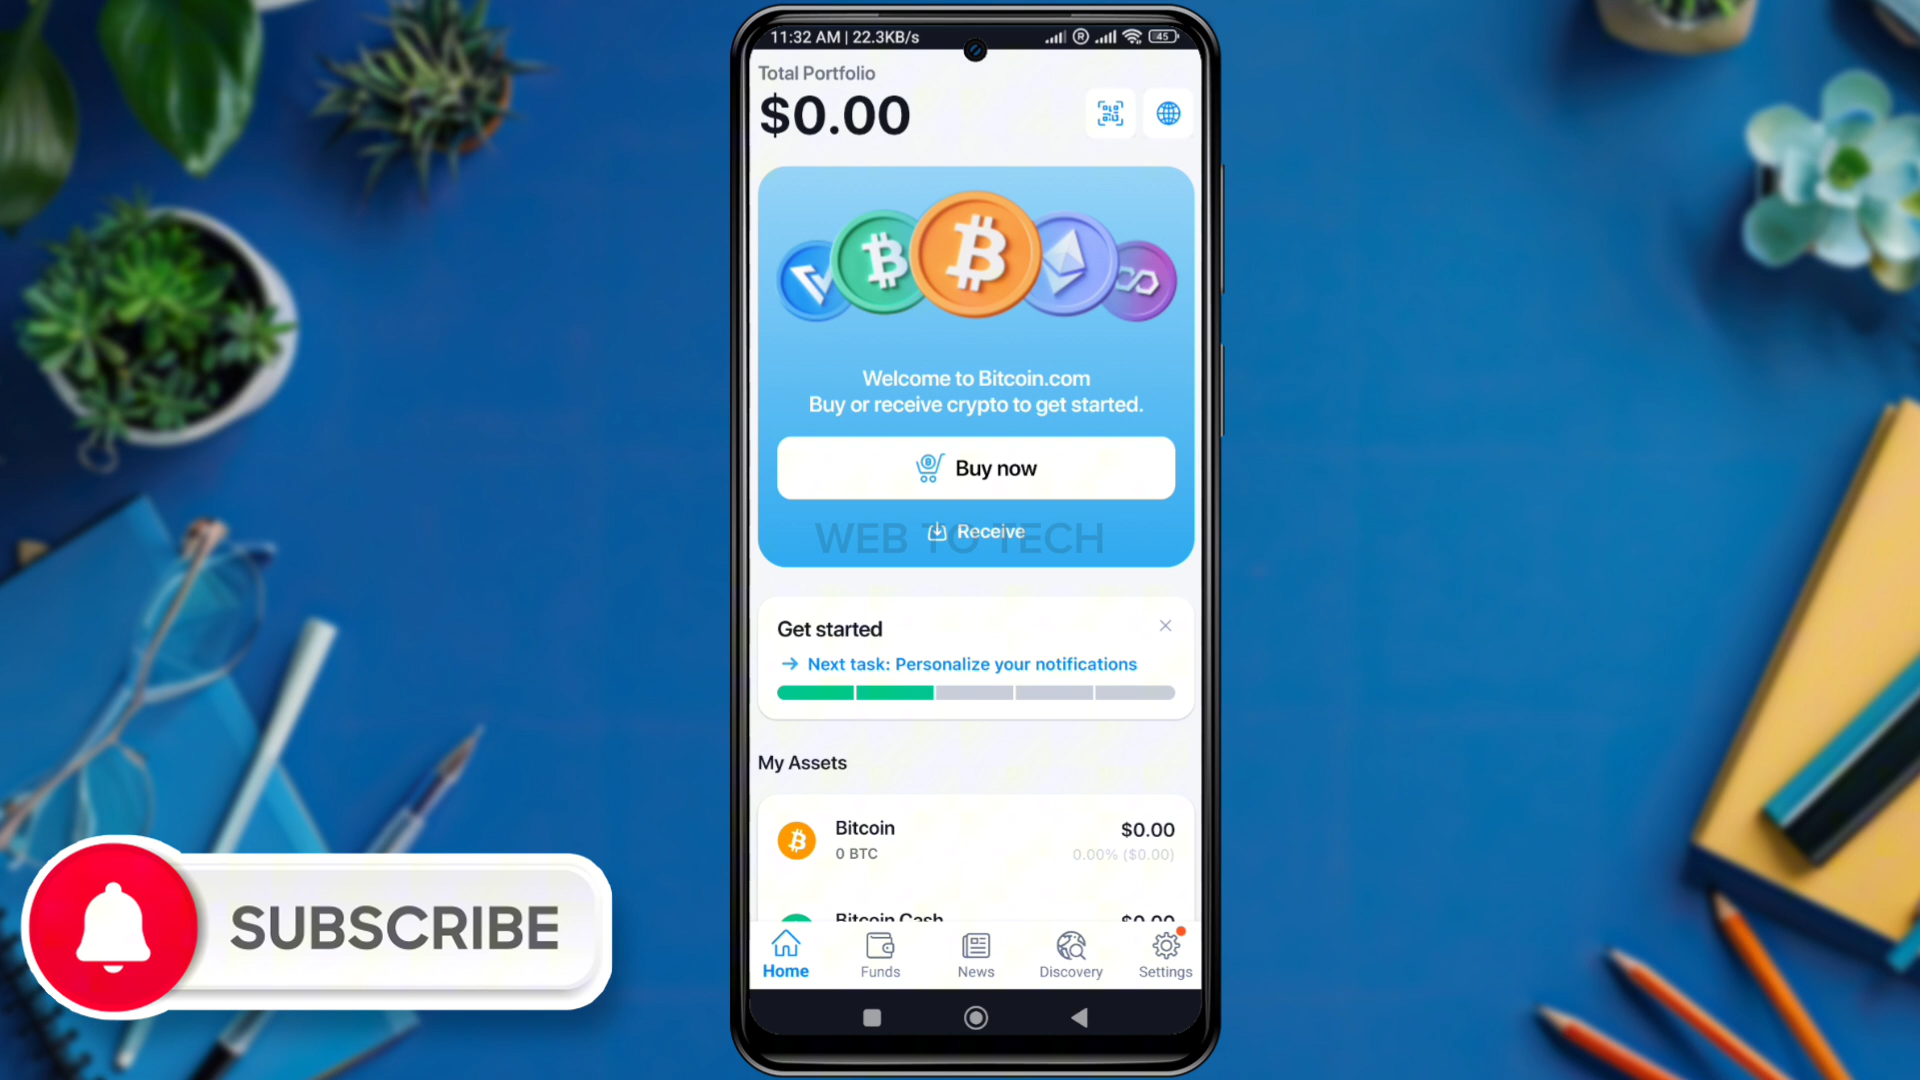 11:32 AM | 22.3KB/s
R
45
Total Portfolio
$0.00
Welcome to Bitcoin.com
Buy or receive crypto to get started.
Buy now
Receive
WEB TO TECH
Get started
→ Next task: Personalize your notifications
My Assets
Bitcoin $0.00
0 BTC 0.00% ($0.00)
Bitcoin Cash $0.00
Home Funds News Discovery Settings
SUBSCRIBE